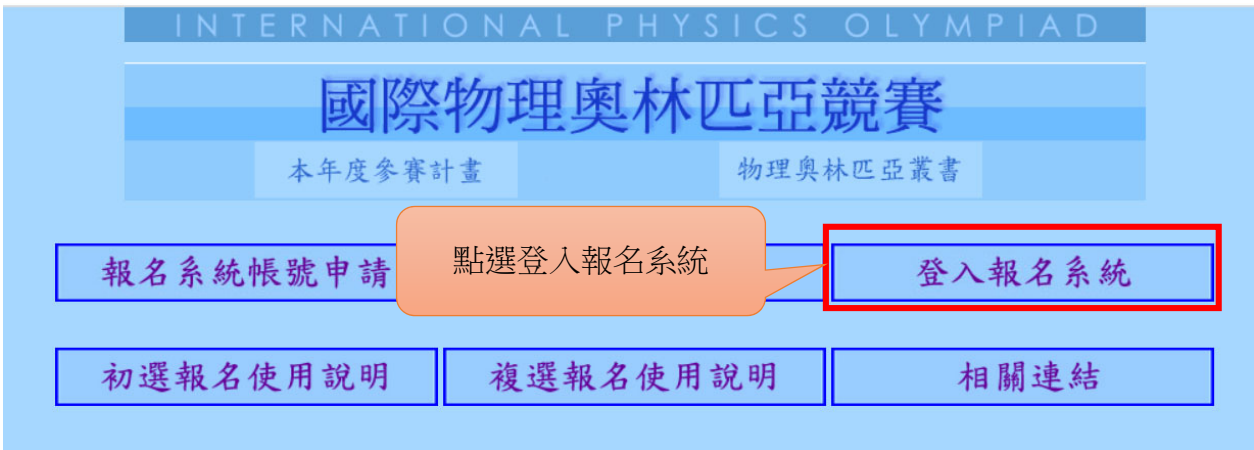 INTERNATIONAL PHYSICS OLYMPIAD
國際物理奧林匹亞競賽
本年度參賽計畫
物理奧林匹亞叢書
報名系統帳號申請
點選登入報名系統
登入報名系統
初選報名使用說明
複選報名使用說明
相關連結